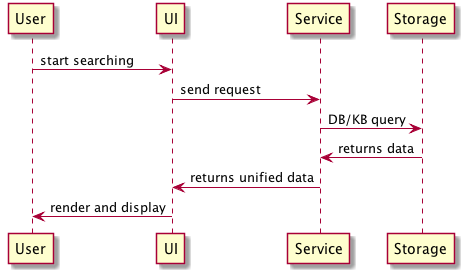 User UI Service Storage
start searching
send request
DB/KB query
returns data
returns unified data
render and display
User UI Service Storage